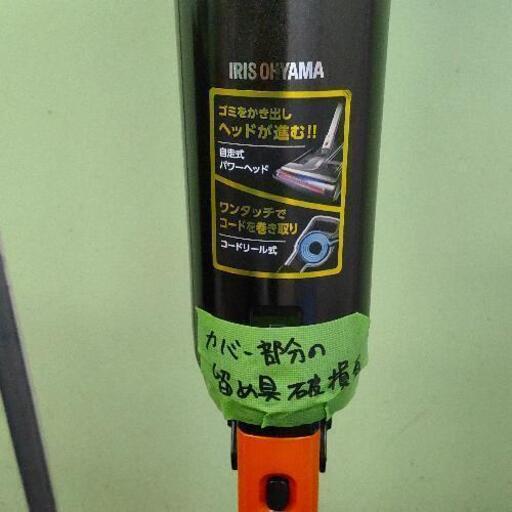 IRIS OHYAMA
ゴミをかき出し
ヘッドが進む!!
自走式
パワーヘッド
ワンタッチで
コードを巻き取り
コードリール式
カバー部分の
留め具破損